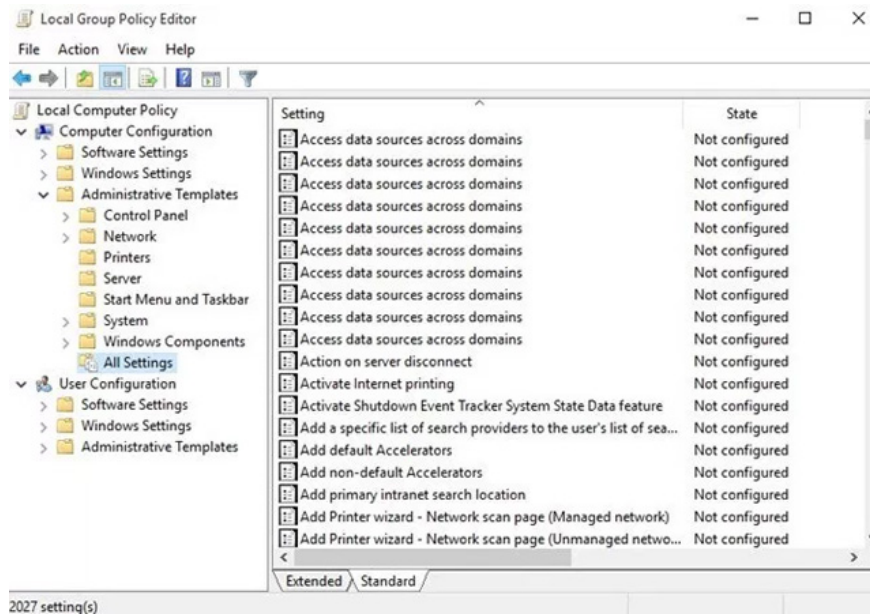 Local Group Policy Editor
File Action View Help
Local Computer Policy
Computer Configuration
Software Settings
Windows Settings
Administrative Templates
Control Panel
Network
Printers
Server
Start Menu and Taskbar
System
Windows Components
All Settings
User Configuration
Software Settings
Windows Settings
Administrative Templates
Setting State
Access data sources across domains Not configured
Access data sources across domains Not configured
Access data sources across domains Not configured
Access data sources across domains Not configured
Access data sources across domains Not configured
Access data sources across domains Not configured
Access data sources across domains Not configured
Access data sources across domains Not configured
Access data sources across domains Not configured
Access data sources across domains Not configured
Action on server disconnect Not configured
Activate Internet printing Not configured
Activate Shutdown Event Tracker System State Data feature Not configured
Add a specific list of search providers to the user's list of sea... Not configured
Add default Accelerators Not configured
Add non-default Accelerators Not configured
Add primary intranet search location Not configured
Add Printer wizard - Network scan page (Managed network) Not configured
Add Printer wizard - Network scan page (Unmanaged netwo... Not configured
Extended Standard
2027 setting(s)